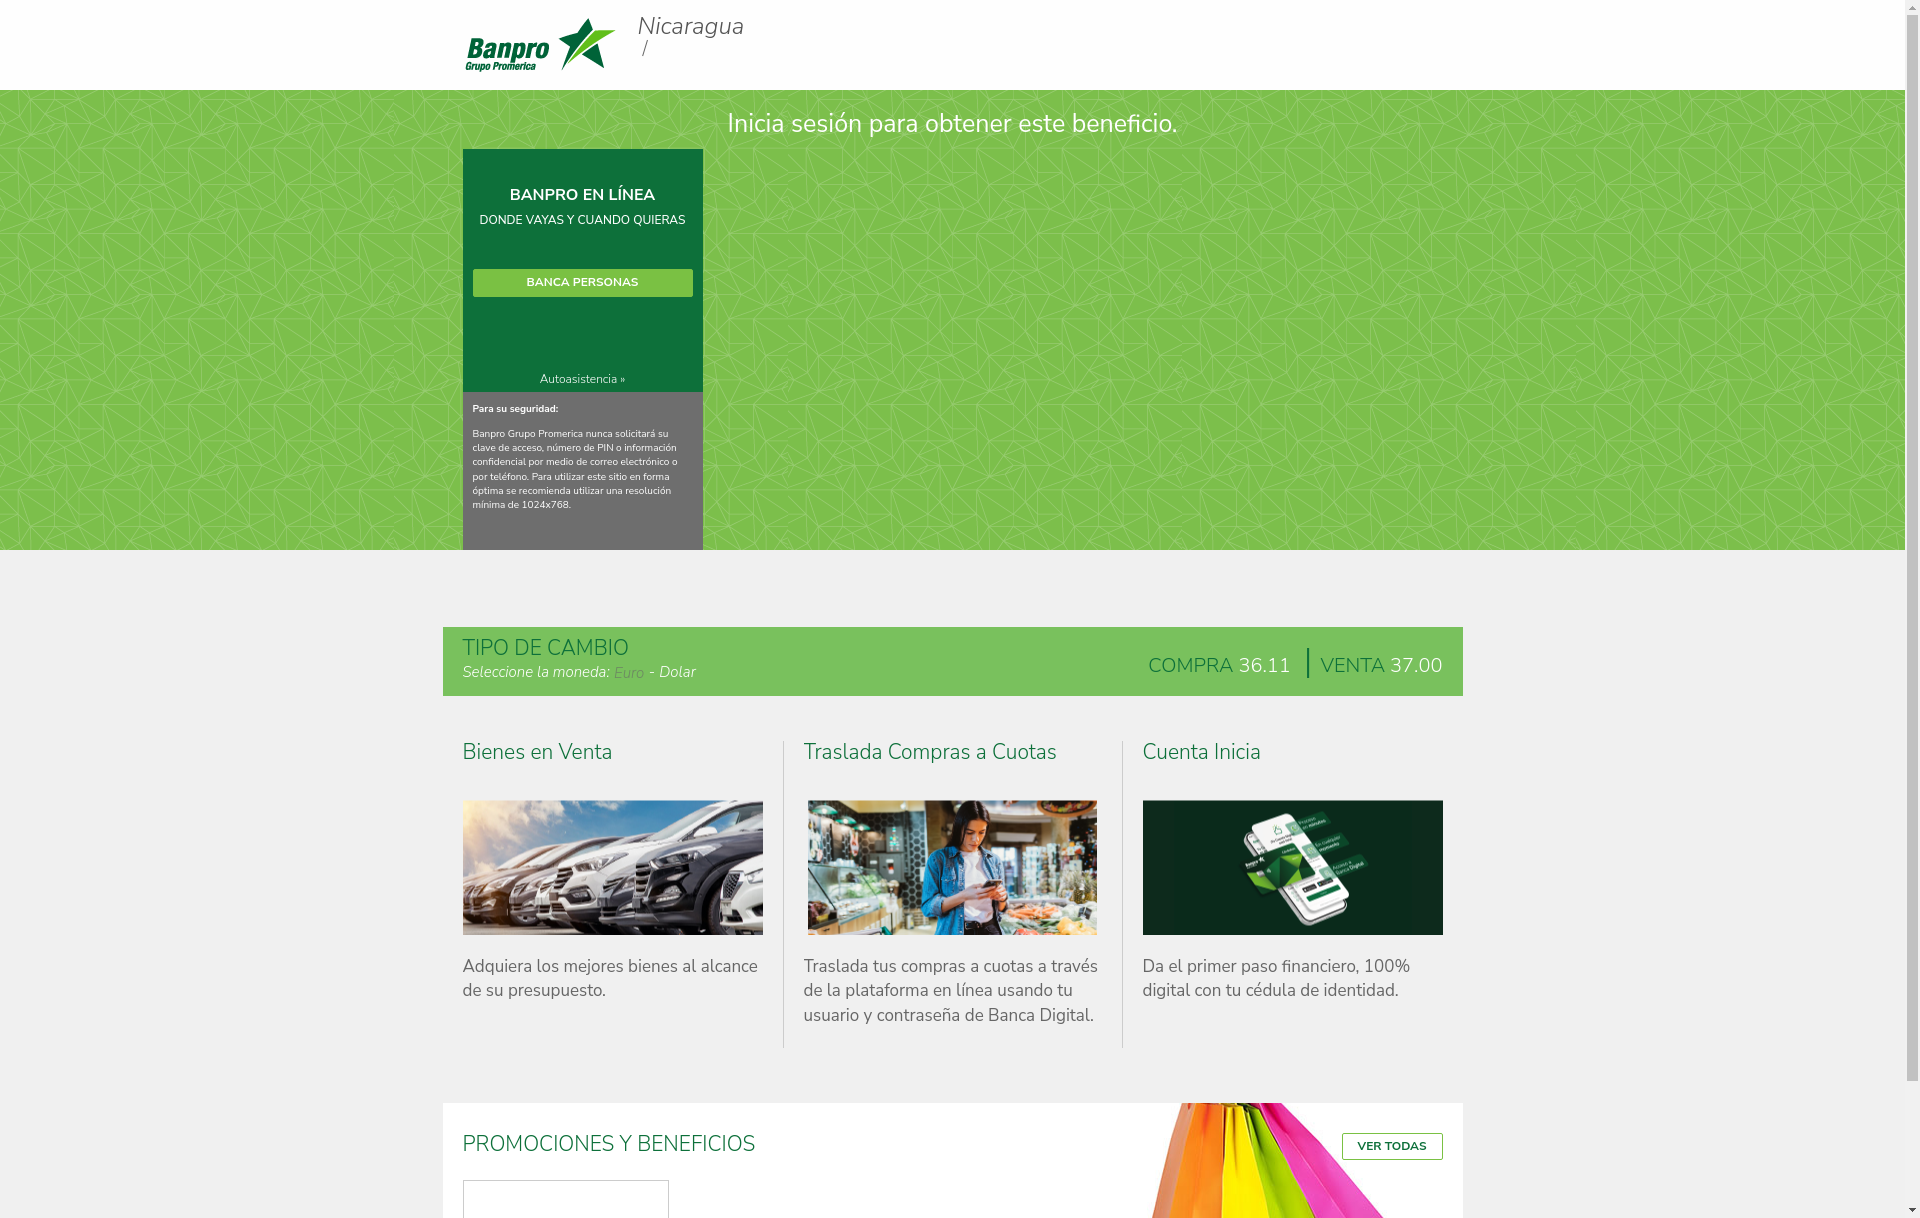 Banpro
Grupo Promerica
Nicaragua
/
Inicia sesión para obtener este beneficio.
BANPRO EN LÍNEA
DONDE VAYAS Y CUANDO QUIERAS
BANCA PERSONAS
Autoasistencia »
Para su seguridad:
Banpro Grupo Promerica nunca solicitará su
clave de acceso, número de PIN o información
confidencial por medio de correo electrónico o
por teléfono. Para utilizar este sitio en forma
óptima se recomienda utilizar una resolución
mínima de 1024x768.
TIPO DE CAMBIO
Seleccione la moneda: Euro - Dolar
COMPRA 36.11
VENTA 37.00
Bienes en Venta
Adquiera los mejores bienes al alcance
de su presupuesto.
Traslada Compras a Cuotas
Traslada tus compras a cuotas a través
de la plataforma en línea usando tu
usuario y contraseña de Banca Digital.
Cuenta Inicia
Da el primer paso financiero, 100%
digital con tu cédula de identidad.
PROMOCIONES Y BENEFICIOS
VER TODAS